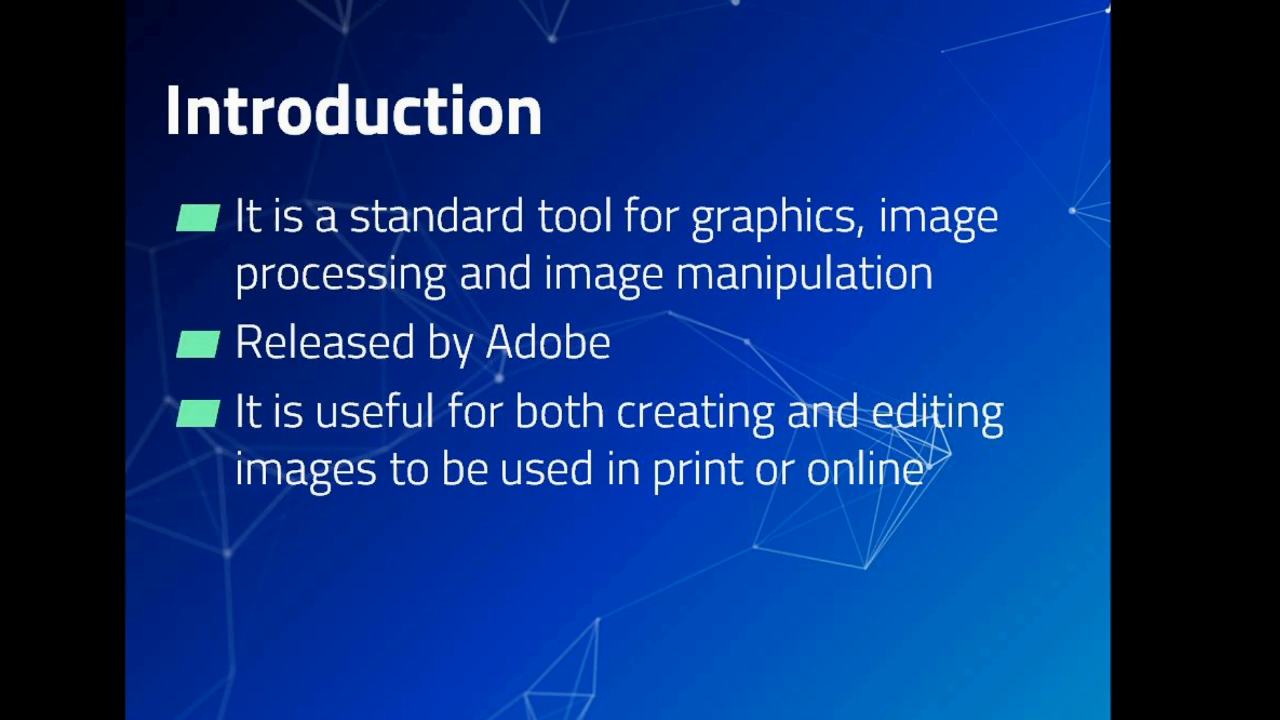 Introduction
It is a standard tool for graphics, image
processing and image manipulation
Released by Adobe
It is useful for both creating and editing
images to be used in print or online